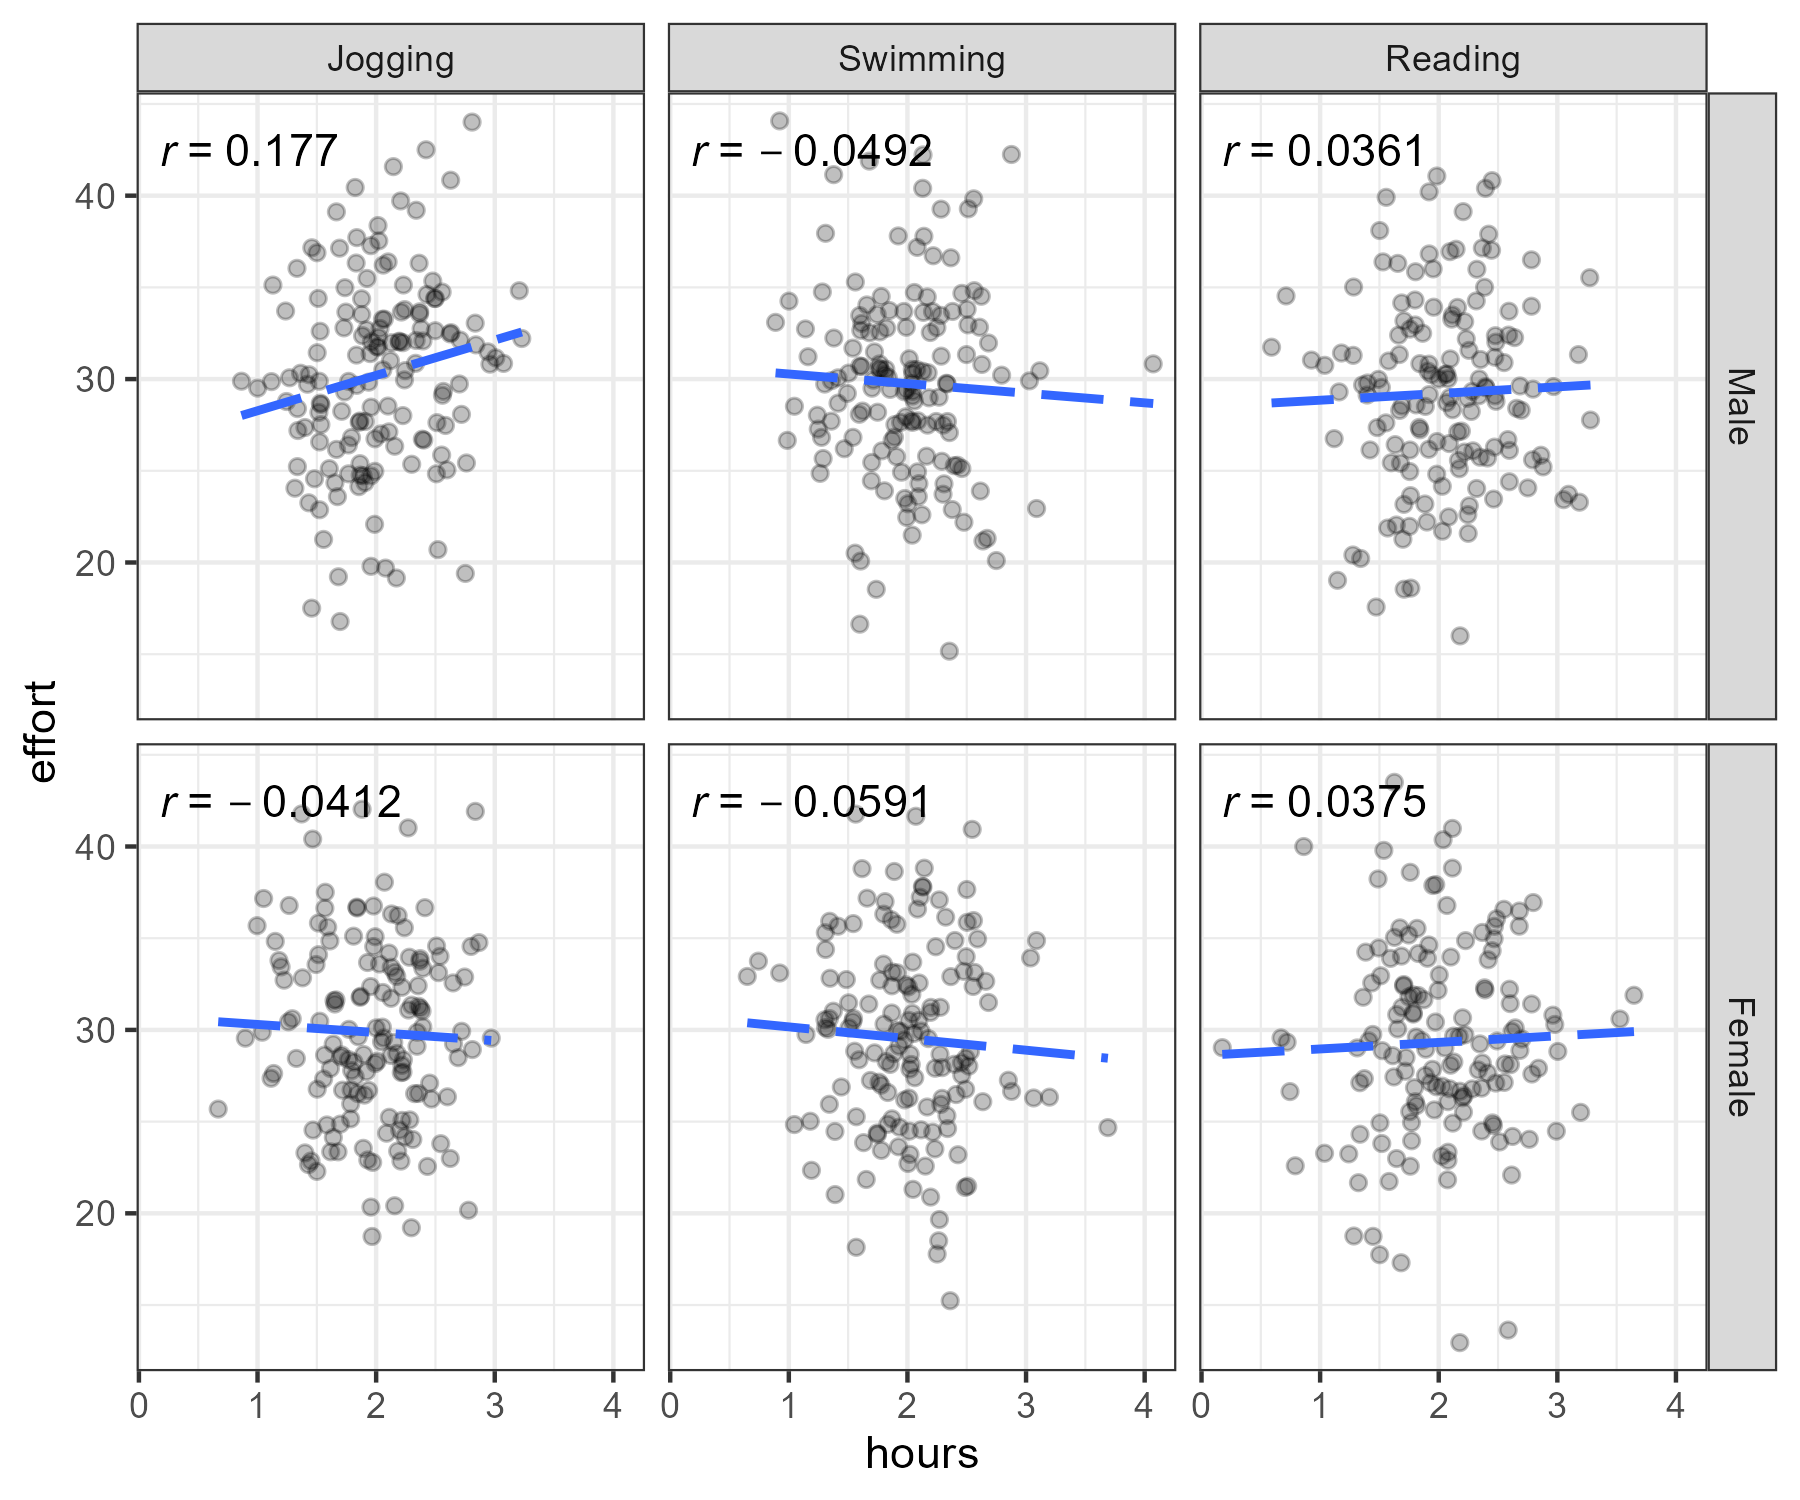 Jogging Swimming Reading
r = 0.177 r = − 0.0492 r = 0.0361
40
30
20
Male
effort
r = − 0.0412 r = − 0.0591 r = 0.0375
40
30
20
Female
0 1 2 3 4 0 1 2 3 4 0 1 2 3 4
hours